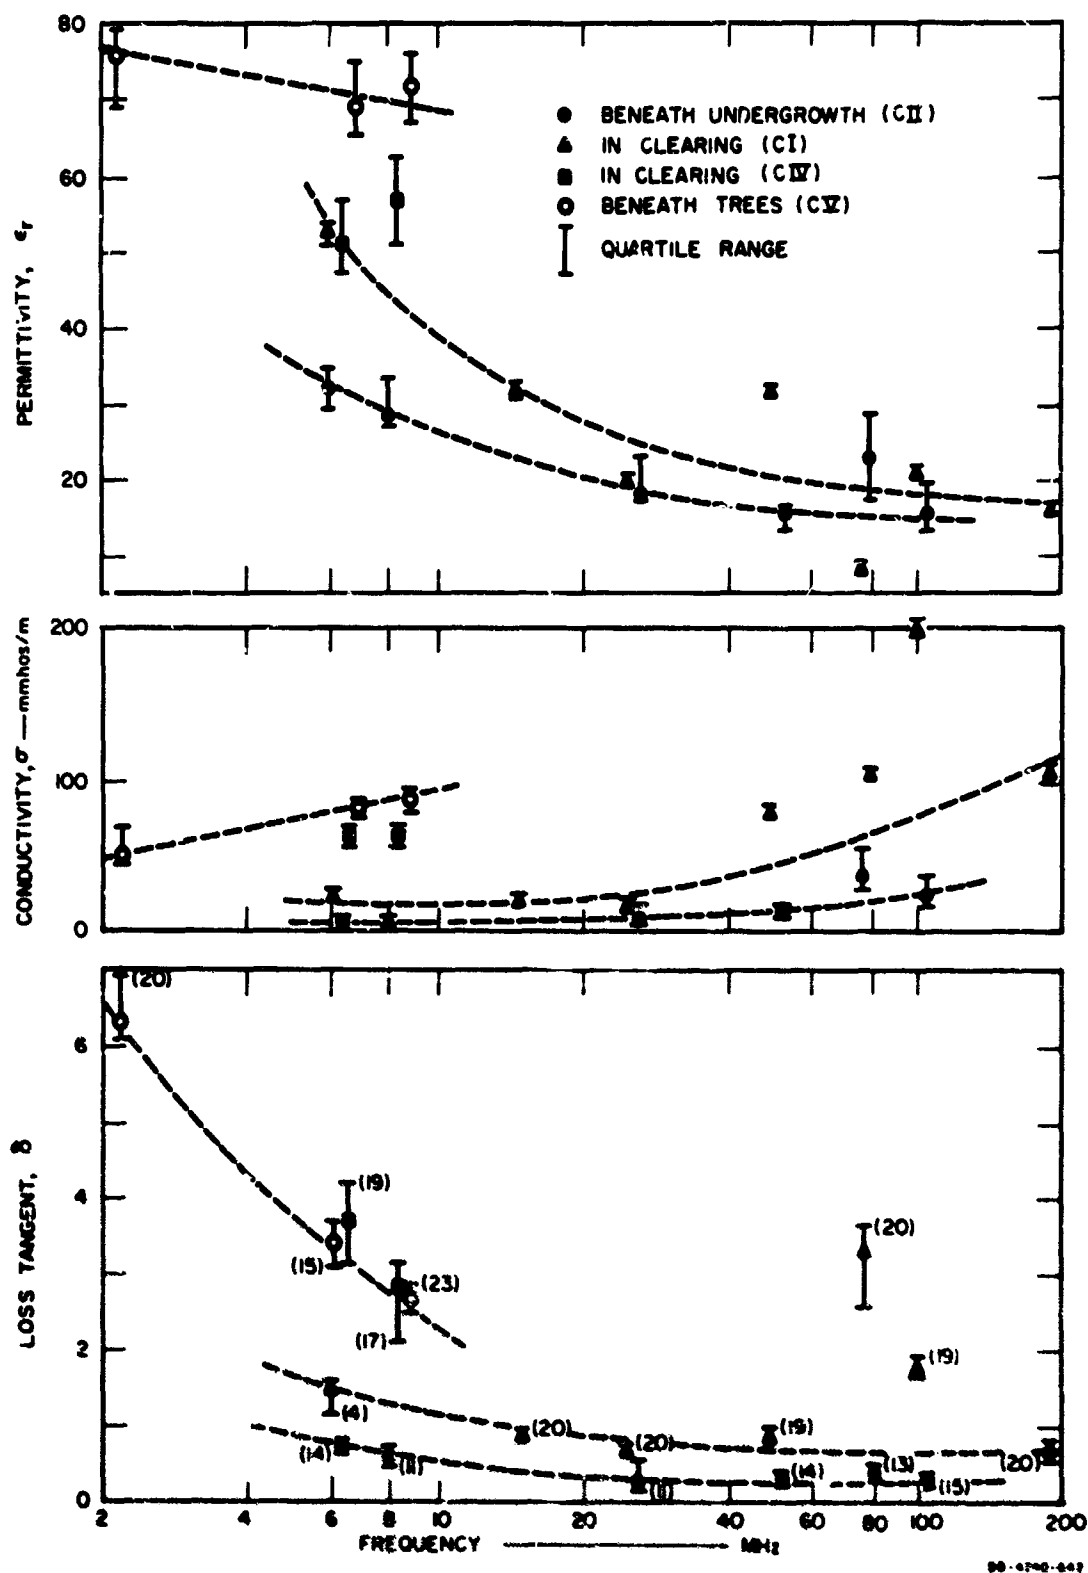 80
60
40
20
PERMITTIVITY, εr
BENEATH UNDERGROWTH (CII)
IN CLEARING (CI)
IN CLEARING (CIV)
BENEATH TREES (CV)
QUARTILE RANGE
200
100
0
CONDUCTIVITY, σ — mmhos/m
6
4
2
0
LOSS TANGENT, δ
(20)
(19)
(15)
(23)
(17)
(20)
(19)
(4)
(14)
(11)
(20)
(20)
(11)
(19)
(14)
(13)
(15)
(20)
2 4 6 8 10 20 40 60 80 100 200
FREQUENCY — MHz